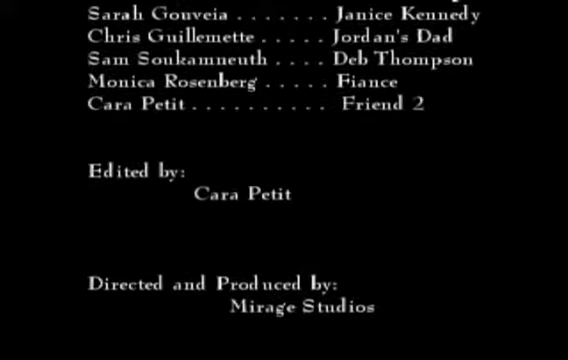 Sarah Gouveia . . . . . . . Janice Kennedy
Chris Guillemette . . . . . Jordan's Dad
Sam Soukamneuth . . . . Deb Thompson
Monica Rosenberg . . . . . Fiance
Cara Petit . . . . . . . . . . Friend 2
Edited by:
Cara Petit
Directed and Produced by:
Mirage Studios